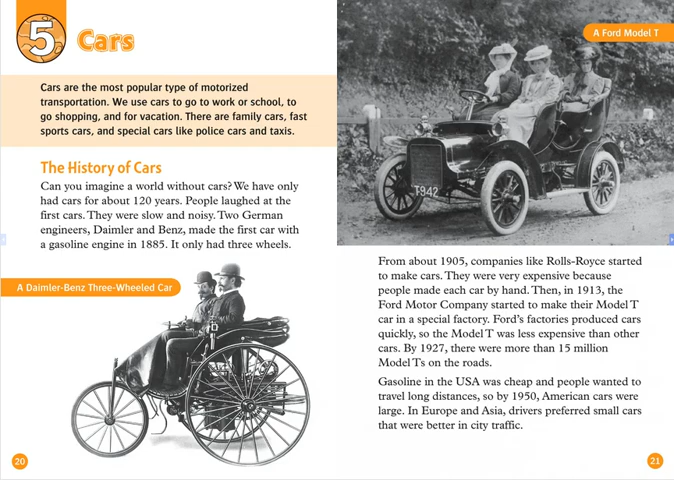 5 Cars
Cars are the most popular type of motorized
transportation. We use cars to go to work or school, to
go shopping, and for vacation. There are family cars, fast
sports cars, and special cars like police cars and taxis.
The History of Cars
Can you imagine a world without cars? We have only
had cars for about 120 years. People laughed at the
first cars. They were slow and noisy. Two German
engineers, Daimler and Benz, made the first car with
a gasoline engine in 1885. It only had three wheels.
A Daimler-Benz Three-Wheeled Car
20
A Ford Model T
T942
From about 1905, companies like Rolls-Royce started
to make cars. They were very expensive because
people made each car by hand. Then, in 1913, the
Ford Motor Company started to make their Model T
car in a special factory. Ford's factories produced cars
quickly, so the Model T was less expensive than other
cars. By 1927, there were more than 15 million
Model Ts on the roads.
Gasoline in the USA was cheap and people wanted to
travel long distances, so by 1950, American cars were
large. In Europe and Asia, drivers preferred small cars
that were better in city traffic.
21